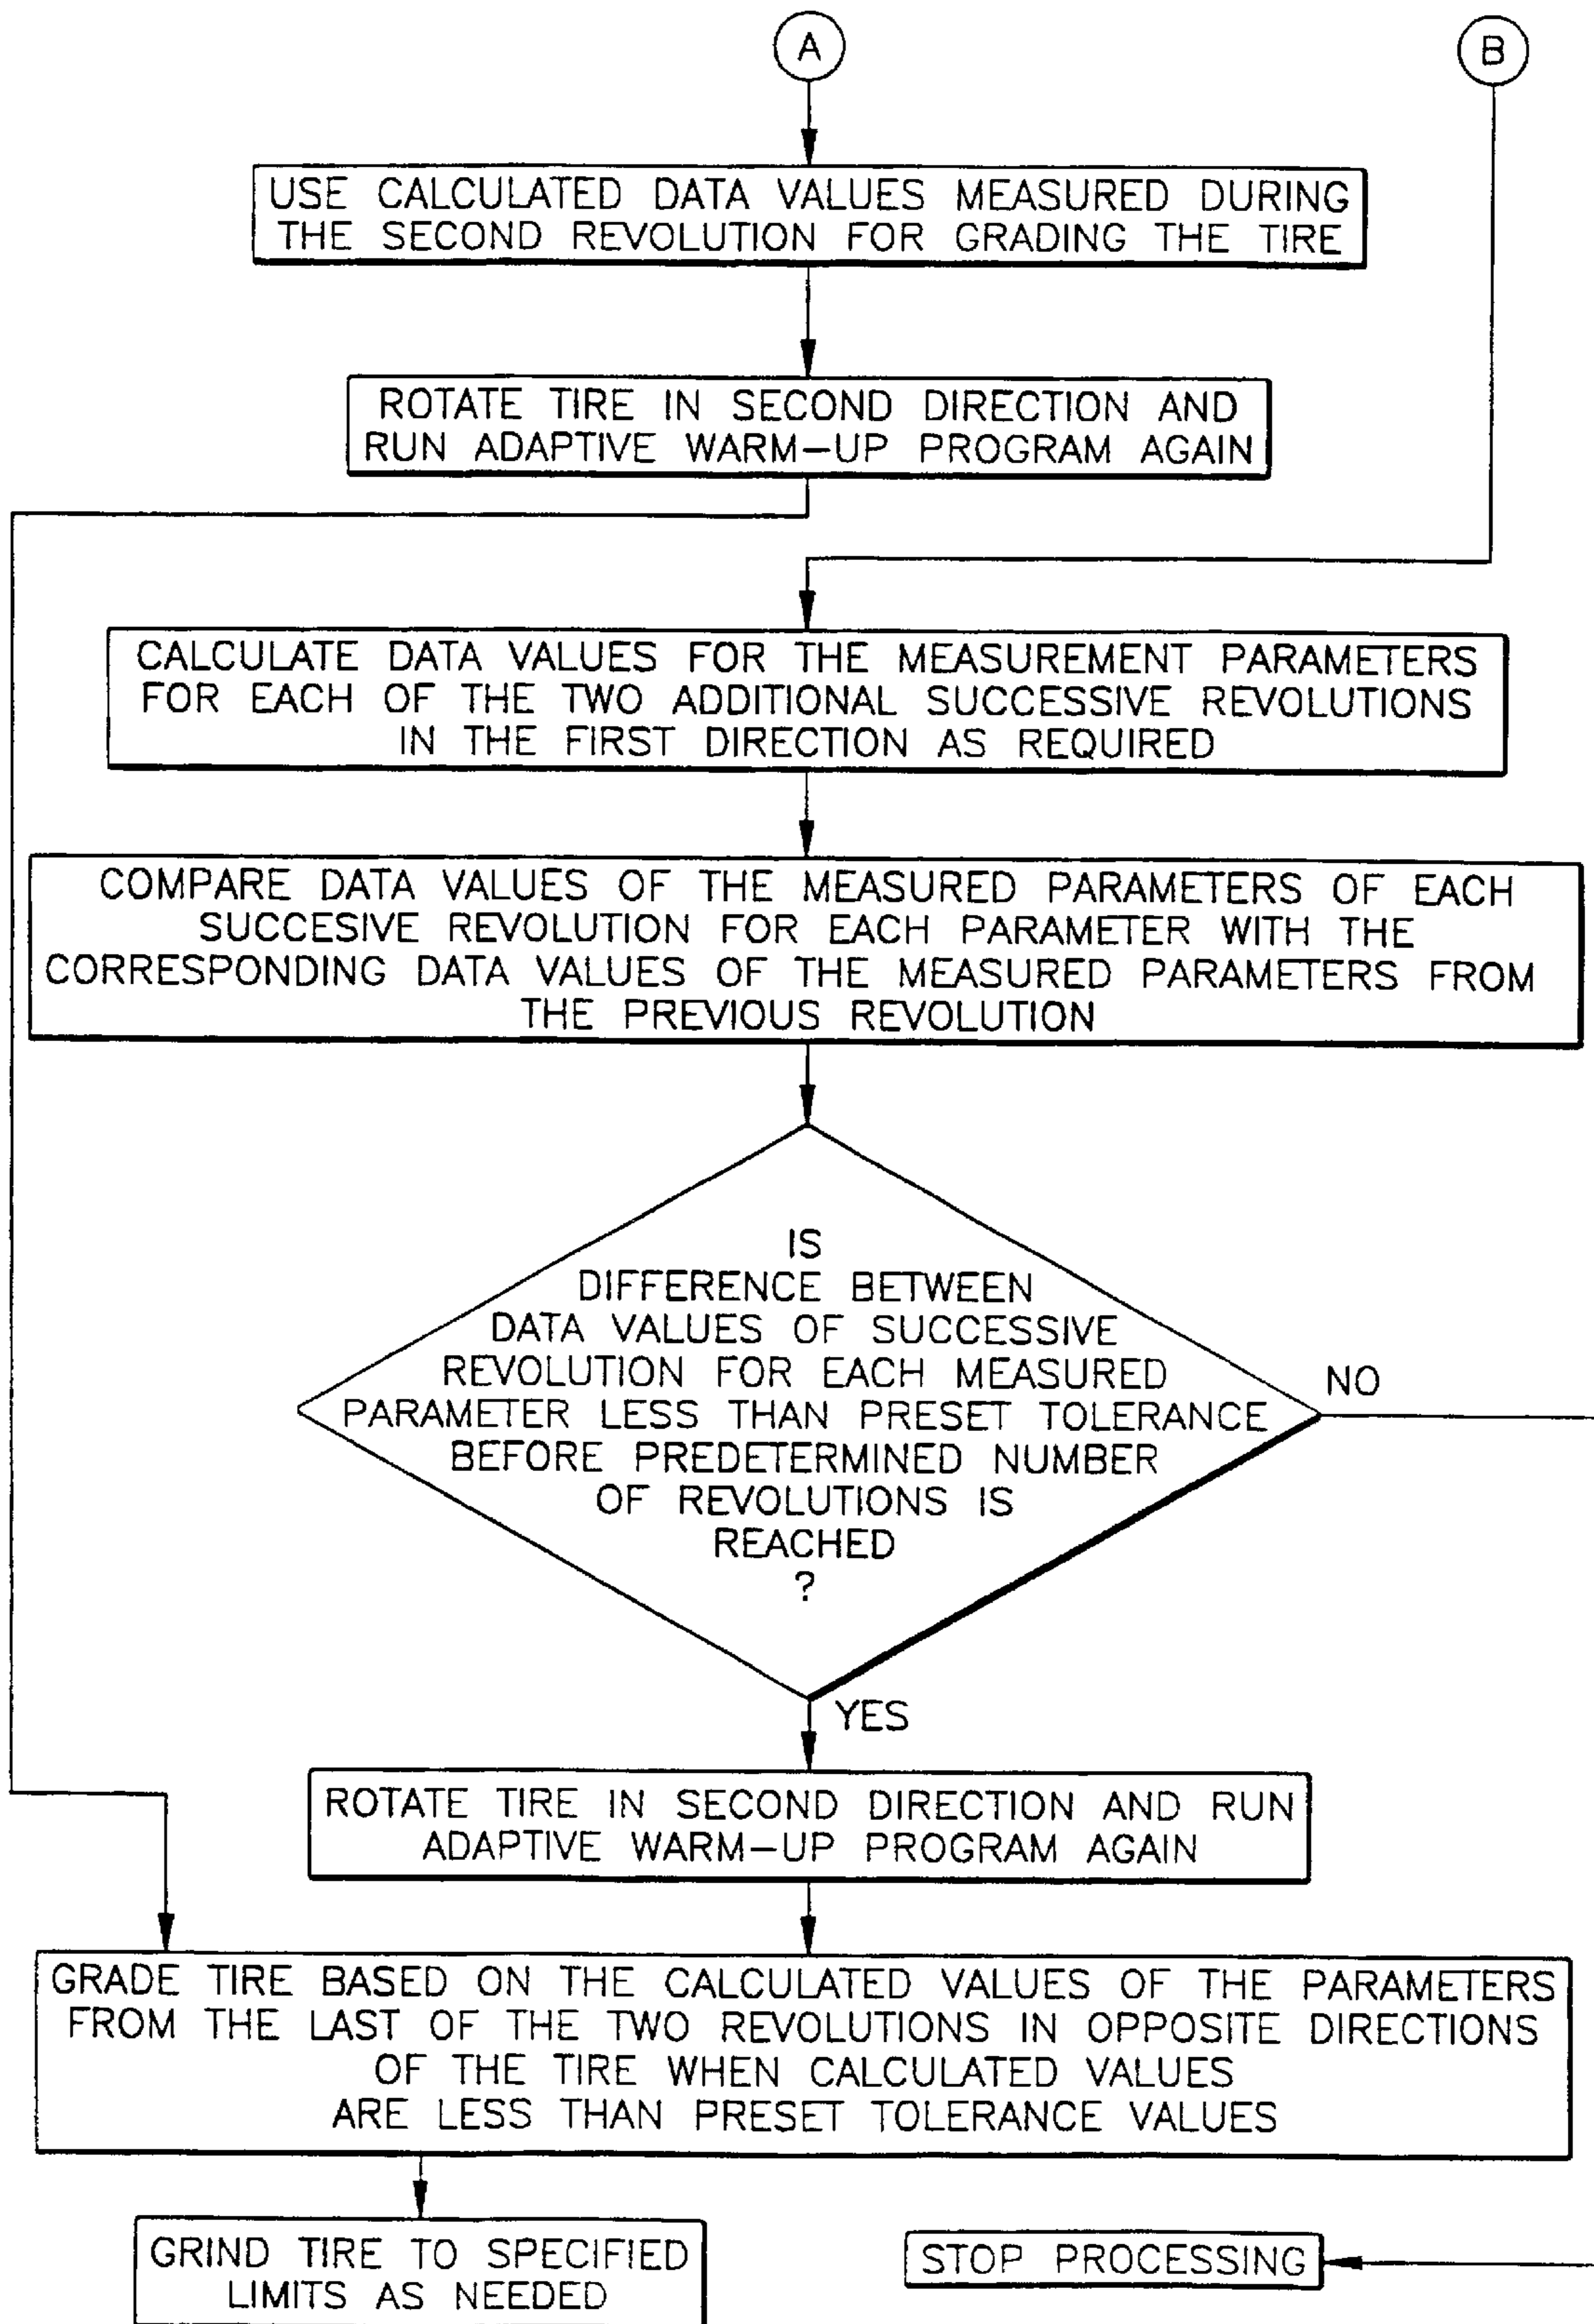 A
B
USE CALCULATED DATA VALUES MEASURED DURING
THE SECOND REVOLUTION FOR GRADING THE TIRE
ROTATE TIRE IN SECOND DIRECTION AND
RUN ADAPTIVE WARM-UP PROGRAM AGAIN
CALCULATE DATA VALUES FOR THE MEASUREMENT PARAMETERS
FOR EACH OF THE TWO ADDITIONAL SUCCESSIVE REVOLUTIONS
IN THE FIRST DIRECTION AS REQUIRED
COMPARE DATA VALUES OF THE MEASURED PARAMETERS OF EACH
SUCCESIVE REVOLUTION FOR EACH PARAMETER WITH THE
CORRESPONDING DATA VALUES OF THE MEASURED PARAMETERS FROM
THE PREVIOUS REVOLUTION
IS
DIFFERENCE BETWEEN
DATA VALUES OF SUCCESSIVE
REVOLUTION FOR EACH MEASURED
PARAMETER LESS THAN PRESET TOLERANCE
BEFORE PREDETERMINED NUMBER
OF REVOLUTIONS IS
REACHED
?
NO
YES
ROTATE TIRE IN SECOND DIRECTION AND RUN
ADAPTIVE WARM-UP PROGRAM AGAIN
GRADE TIRE BASED ON THE CALCULATED VALUES OF THE PARAMETERS
FROM THE LAST OF THE TWO REVOLUTIONS IN OPPOSITE DIRECTIONS
OF THE TIRE WHEN CALCULATED VALUES
ARE LESS THAN PRESET TOLERANCE VALUES
GRIND TIRE TO SPECIFIED
LIMITS AS NEEDED
STOP PROCESSING